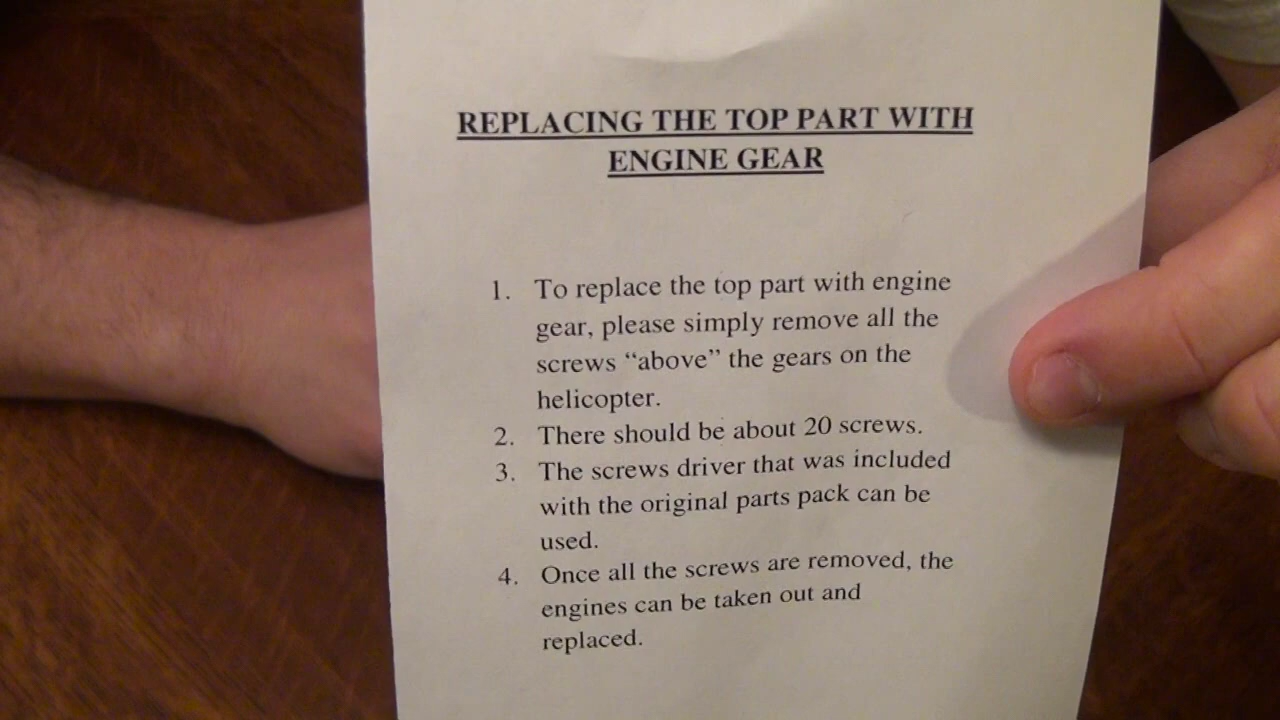 REPLACING THE TOP PART WITH
ENGINE GEAR
1. To replace the top part with engine
gear, please simply remove all the
screws “above” the gears on the
helicopter.
2. There should be about 20 screws.
3. The screws driver that was included
with the original parts pack can be
used.
4. Once all the screws are removed, the
engines can be taken out and
replaced.